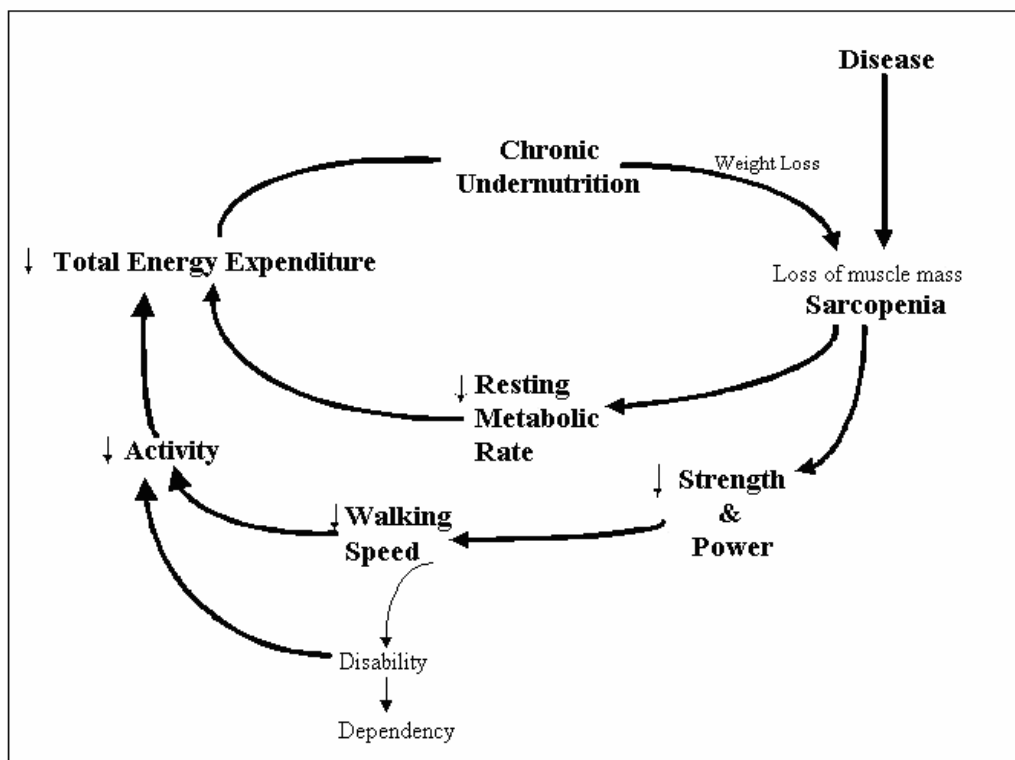 Disease
Chronic
Undernutrition
Weight Loss
↓ Total Energy Expenditure
Loss of muscle mass
Sarcopenia
↓ Resting
Metabolic
Rate
↓ Activity
↓ Strength
&
Power
↓ Walking
Speed
Disability
Dependency